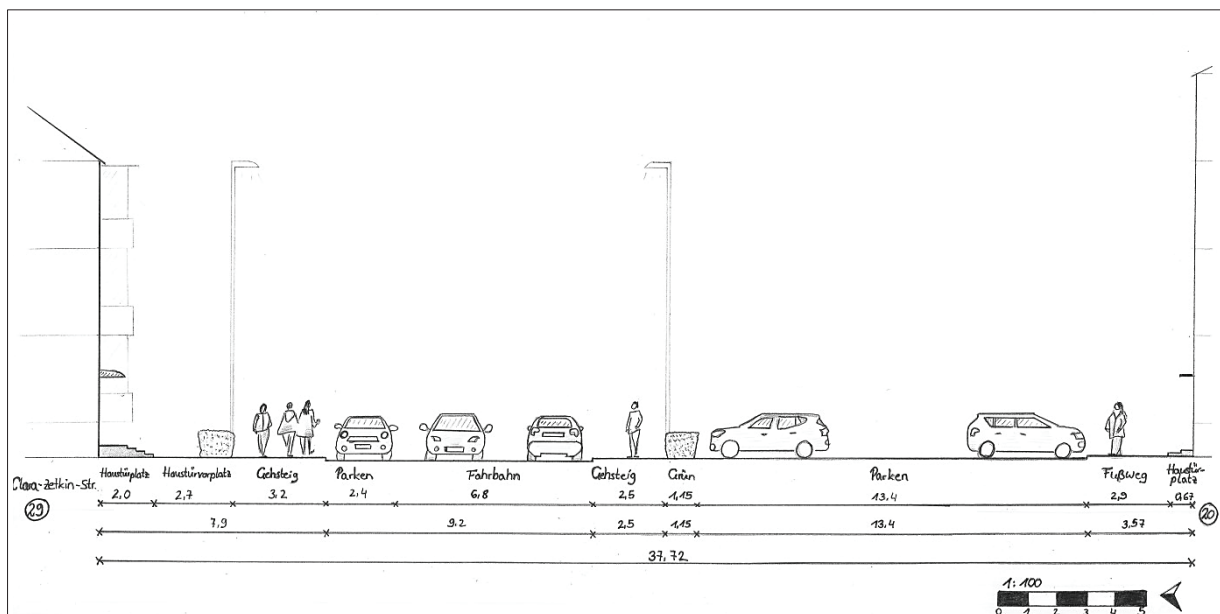 Haustürplatz Haustürvorplatz Gehsteig Parken Fahrbahn Gehsteig Grün Parken Fußweg Haustür-
platz
Clara-Zetkin-Str. 2,0 2,7 3,2 2,4 6,8 2,5 1,15 13,4 2,9 0,67
29 20
7,9 9,2 2,5 1,15 13,4 3,57
37,72
1:100
0 1 2 3 4 5